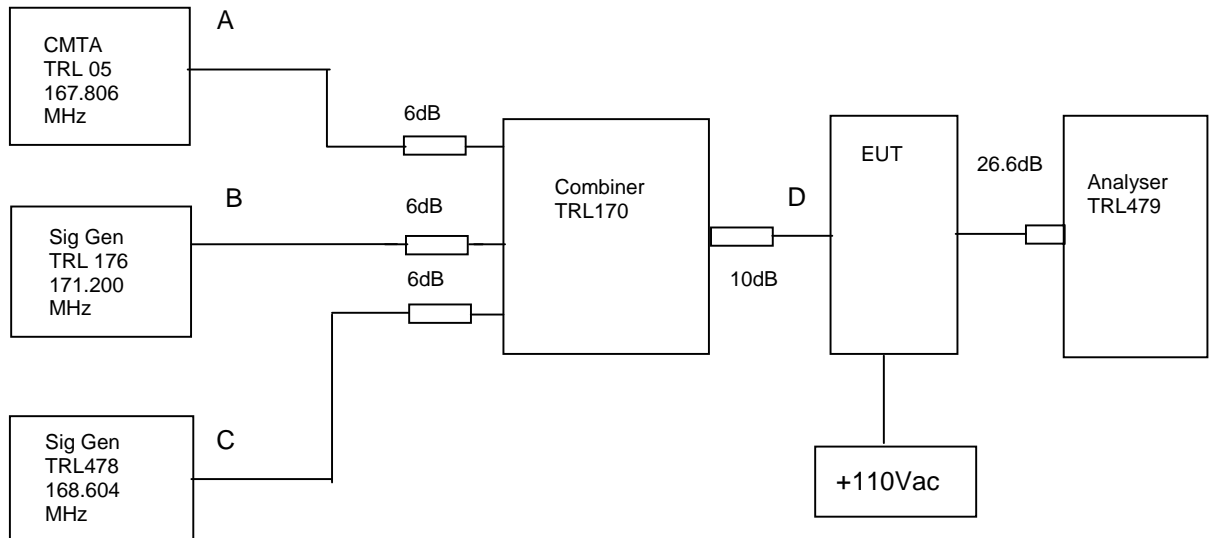 A
CMTA
TRL 05
167.806
MHz
6dB
B
Sig Gen
TRL 176
171.200
MHz
6dB
C
Sig Gen
TRL478
168.604
MHz
6dB
Combiner
TRL170
10dB
D
EUT
+110Vac
26.6dB
Analyser
TRL479